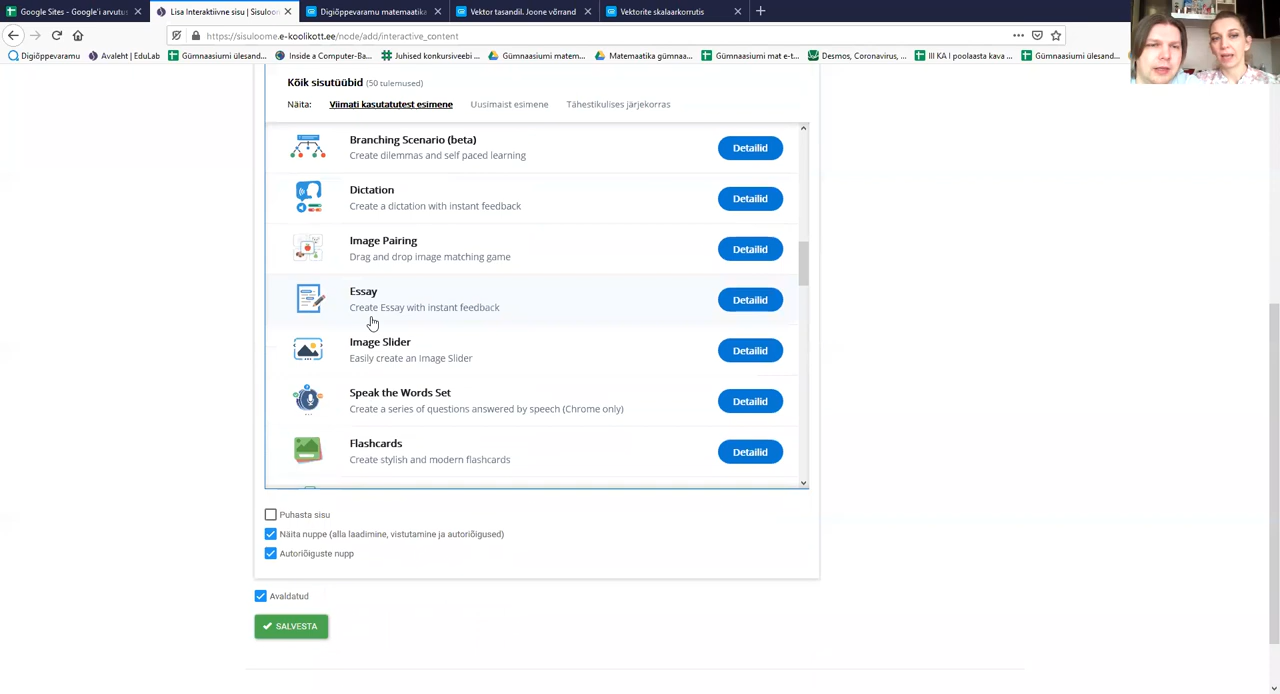 Google Sites - Google'i arvutus
Lisa Interaktiivne sisu | Sisuloon
Digiõppevaramu matemaatika
Vektor tasandil. Joone võrrand
Vektorite skalaarkorrutis
https://sisuloome.e-koolikott.ee/node/add/interactive_content
Digiõppevaramu
Avaleht | EduLab
Gümnaasiumi ülesand...
Inside a Computer-Ba...
Juhised konkursiveebi ...
Gümnaasiumi matem...
Matemaatika gümnaa...
Gümnaasiumi mat e-t...
Desmos, Coronavirus, ...
III KA I poolaasta kava ...
Gümnaasiumi ülesand...
Kõik sisutüübid (50 tulemused)
Näita: Viimati kasutatutest esimene Uusimaist esimene Tähestikulises järjekorras
Branching Scenario (beta)
Create dilemmas and self paced learning
Detailid
Dictation
Create a dictation with instant feedback
Detailid
Image Pairing
Drag and drop image matching game
Detailid
Essay
Create Essay with instant feedback
Detailid
Image Slider
Easily create an Image Slider
Detailid
Speak the Words Set
Create a series of questions answered by speech (Chrome only)
Detailid
Flashcards
Create stylish and modern flashcards
Detailid
Puhasta sisu
Näita nuppe (alla laadimine, vistutamine ja autoriõigused)
Autoriõiguste nupp
Avaldatud
SALVESTA